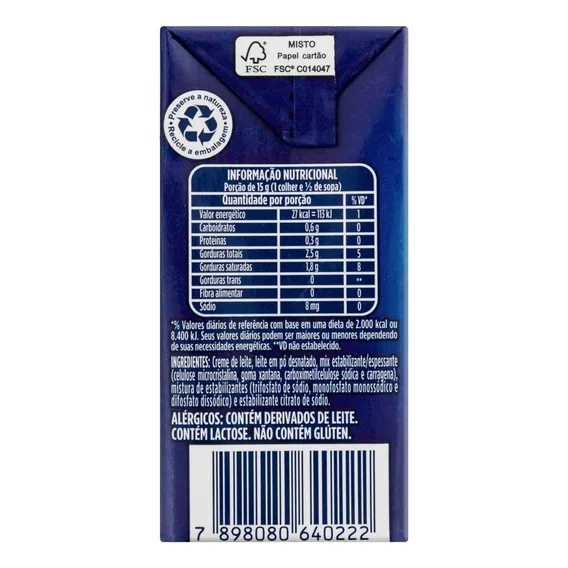 MISTO
Papel cartão
FSC
FSC® C014047
Preserve a natureza
Recicle a embalagem
INFORMAÇÃO NUTRICIONAL
Porção de 15 g (1 colher e ½ de sopa)
Quantidade por porção % VD*
Valor energético 27 kcal = 113 kJ 1
Carboidratos 0,6 g 0
Proteínas 0,3 g 0
Gorduras totais 2,5 g 5
Gorduras saturadas 1,8 g 8
Gorduras trans 0 **
Fibra alimentar 0 0
Sódio 8 mg 0
*% Valores diários de referência com base em uma dieta de 2.000 kcal ou
8.400 kJ. Seus valores diários podem ser maiores ou menores dependendo
de suas necessidades energéticas. **VD não estabelecido.
INGREDIENTES: Creme de leite, leite em pó desnatado, mix estabilizante/espessante
(celulose microcristalina, goma xantana, carboximetilcelulose sódica e carragena),
mistura de estabilizantes (trifosfato de sódio, monofosfato monossódico e
difosfato dissódico) e estabilizante citrato de sódio.
ALÉRGICOS: CONTÉM DERIVADOS DE LEITE.
CONTÉM LACTOSE. NÃO CONTÉM GLÚTEN.
7 898080 640222